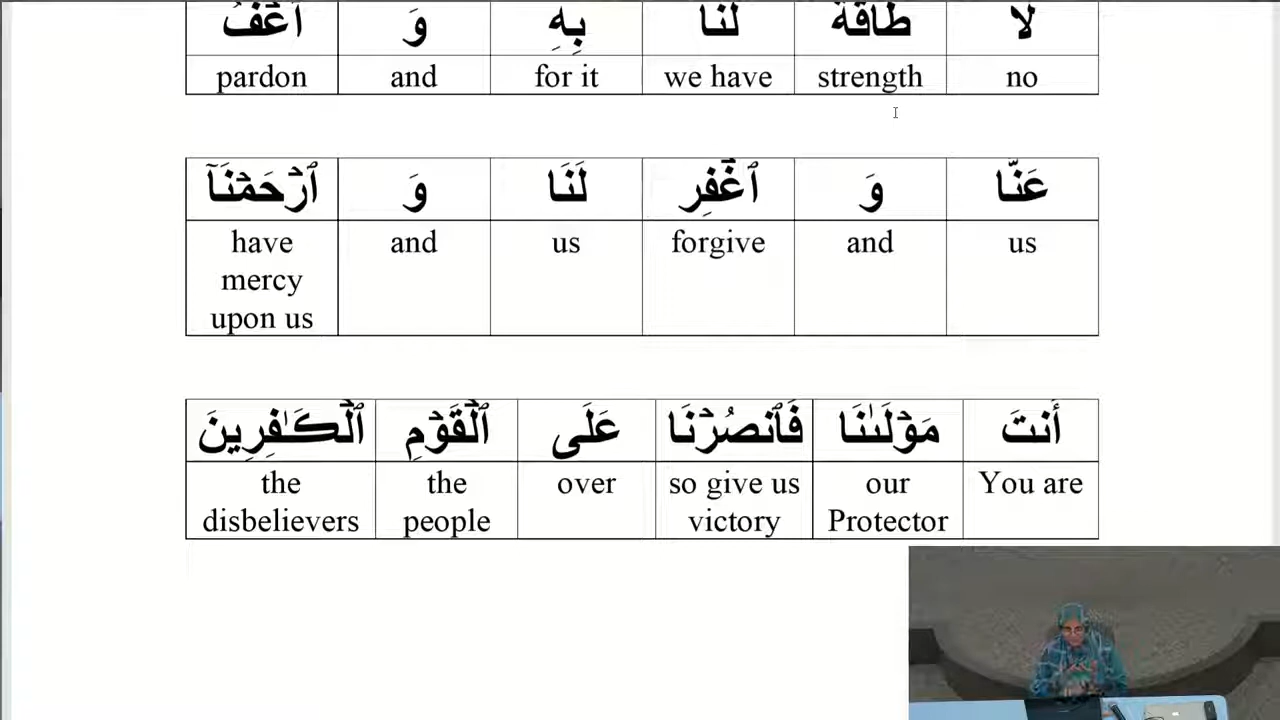 لَا طَاقَةَ لَنَا بِهِۦ وَ ٱعۡفُ
no strength we have for it and pardon
عَنَّا وَ ٱغۡفِر لَنَا وَ ٱرۡحَمۡنَآ
us and forgive us and have
mercy
upon us
أَنتَ مَوۡلَىٰنَا فَٱنصُرۡنَا عَلَى ٱلۡقَوۡمِ ٱلۡكَـٰفِرِينَ
You are our so give us over the the
Protector victory people disbelievers